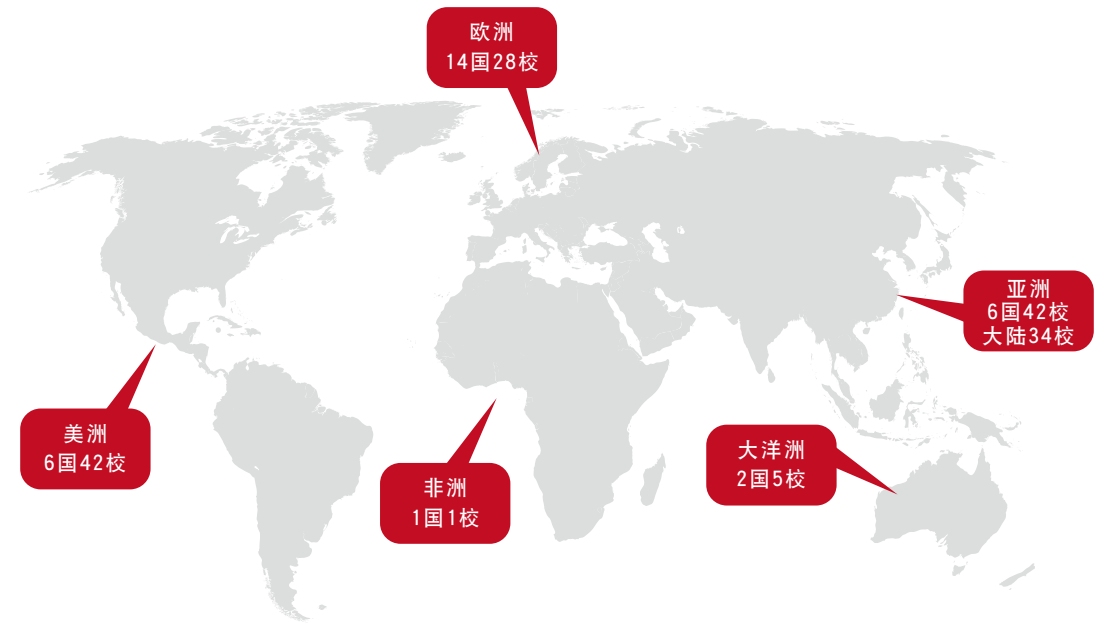 欧洲
14国28校
亚洲
6国42校
大陆34校
美洲
6国42校
大洋洲
2国5校
非洲
1国1校